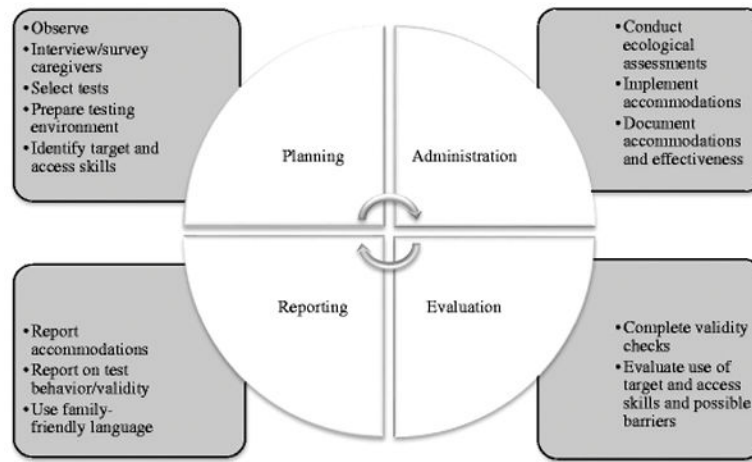 • Observe
• Interview/survey
caregivers
• Select tests
• Prepare testing
environment
• Identify target and
access skills
• Conduct
ecological
assessments
• Implement
accommodations
• Document
accommodations
and effectiveness
Planning
Administration
Reporting
Evaluation
• Report
accommodations
• Report on test
behavior/validity
• Use family-
friendly language
• Complete validity
checks
• Evaluate use of
target and access
skills and possible
barriers